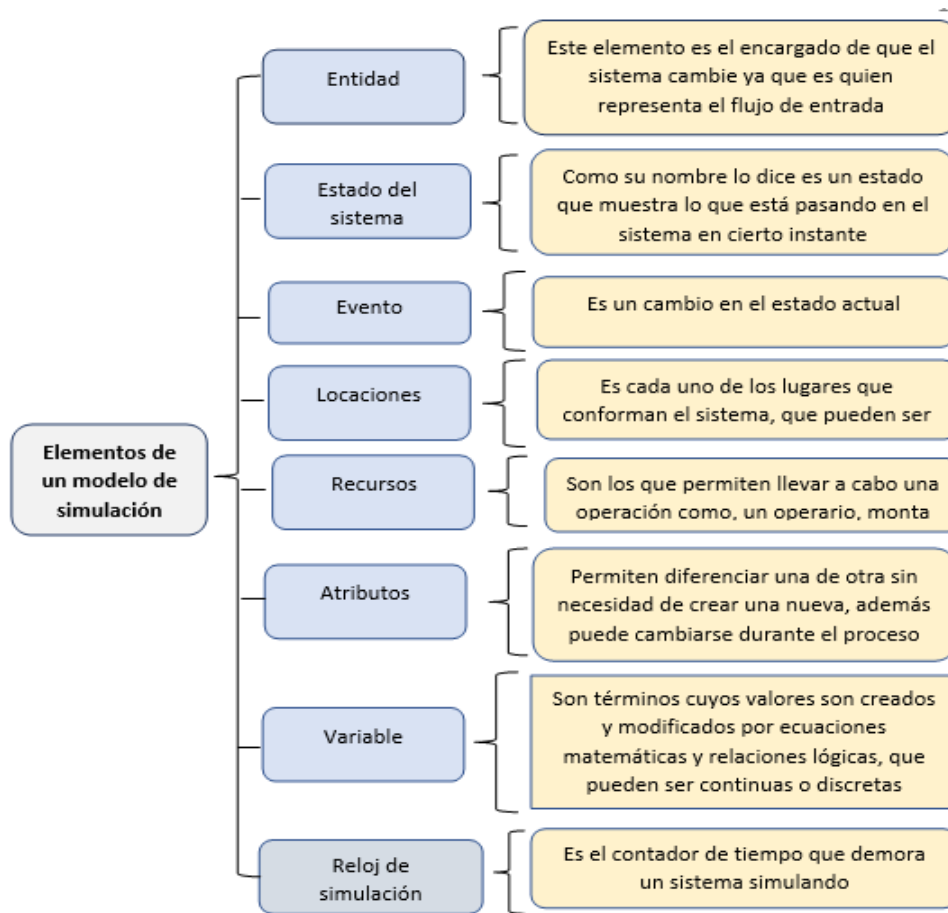 Entidad
Este elemento es el encargado de que el
sistema cambie ya que es quien
representa el flujo de entrada
Estado del
sistema
Como su nombre lo dice es un estado
que muestra lo que está pasando en el
sistema en cierto instante
Evento
Es un cambio en el estado actual
Locaciones
Es cada uno de los lugares que
conforman el sistema, que pueden ser
Elementos de
un modelo de
simulación
Recursos
Son los que permiten llevar a cabo una
operación como, un operario, monta
Atributos
Permiten diferenciar una de otra sin
necesidad de crear una nueva, además
puede cambiarse durante el proceso
Variable
Son términos cuyos valores son creados
y modificados por ecuaciones
matemáticas y relaciones lógicas, que
pueden ser continuas o discretas
Reloj de
simulación
Es el contador de tiempo que demora
un sistema simulando